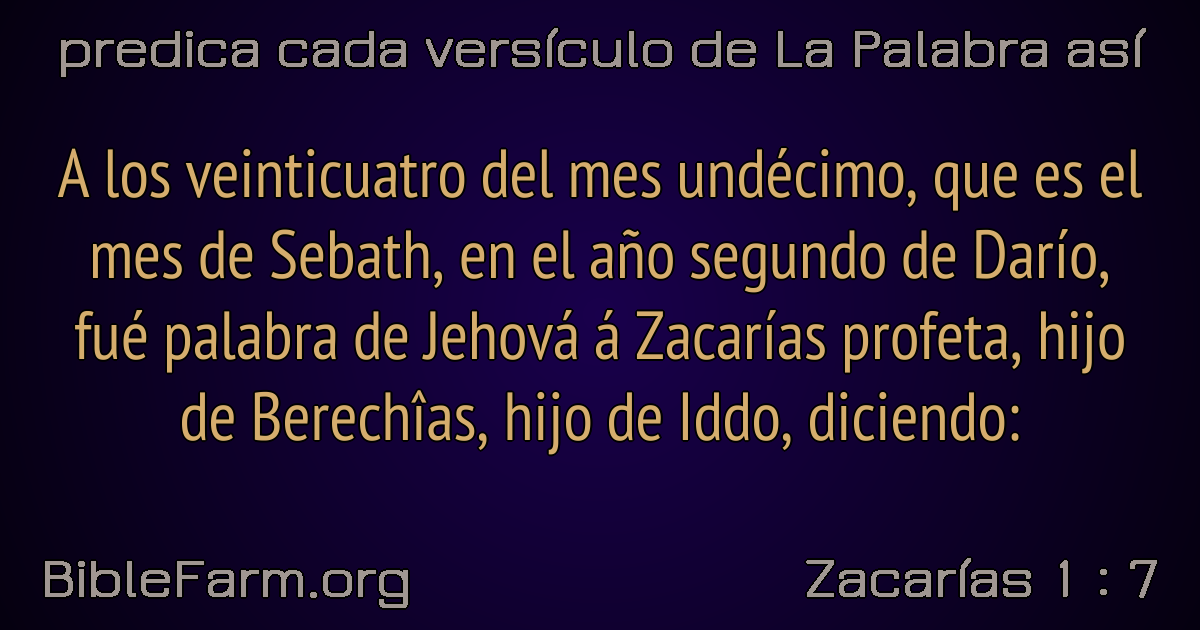 predica cada versículo de La Palabra así
A los veinticuatro del mes undécimo, que es el
mes de Sebath, en el año segundo de Darío,
fué palabra de Jehová á Zacarías profeta, hijo
de Berechîas, hijo de Iddo, diciendo:
BibleFarm.org
Zacarías 1 : 7